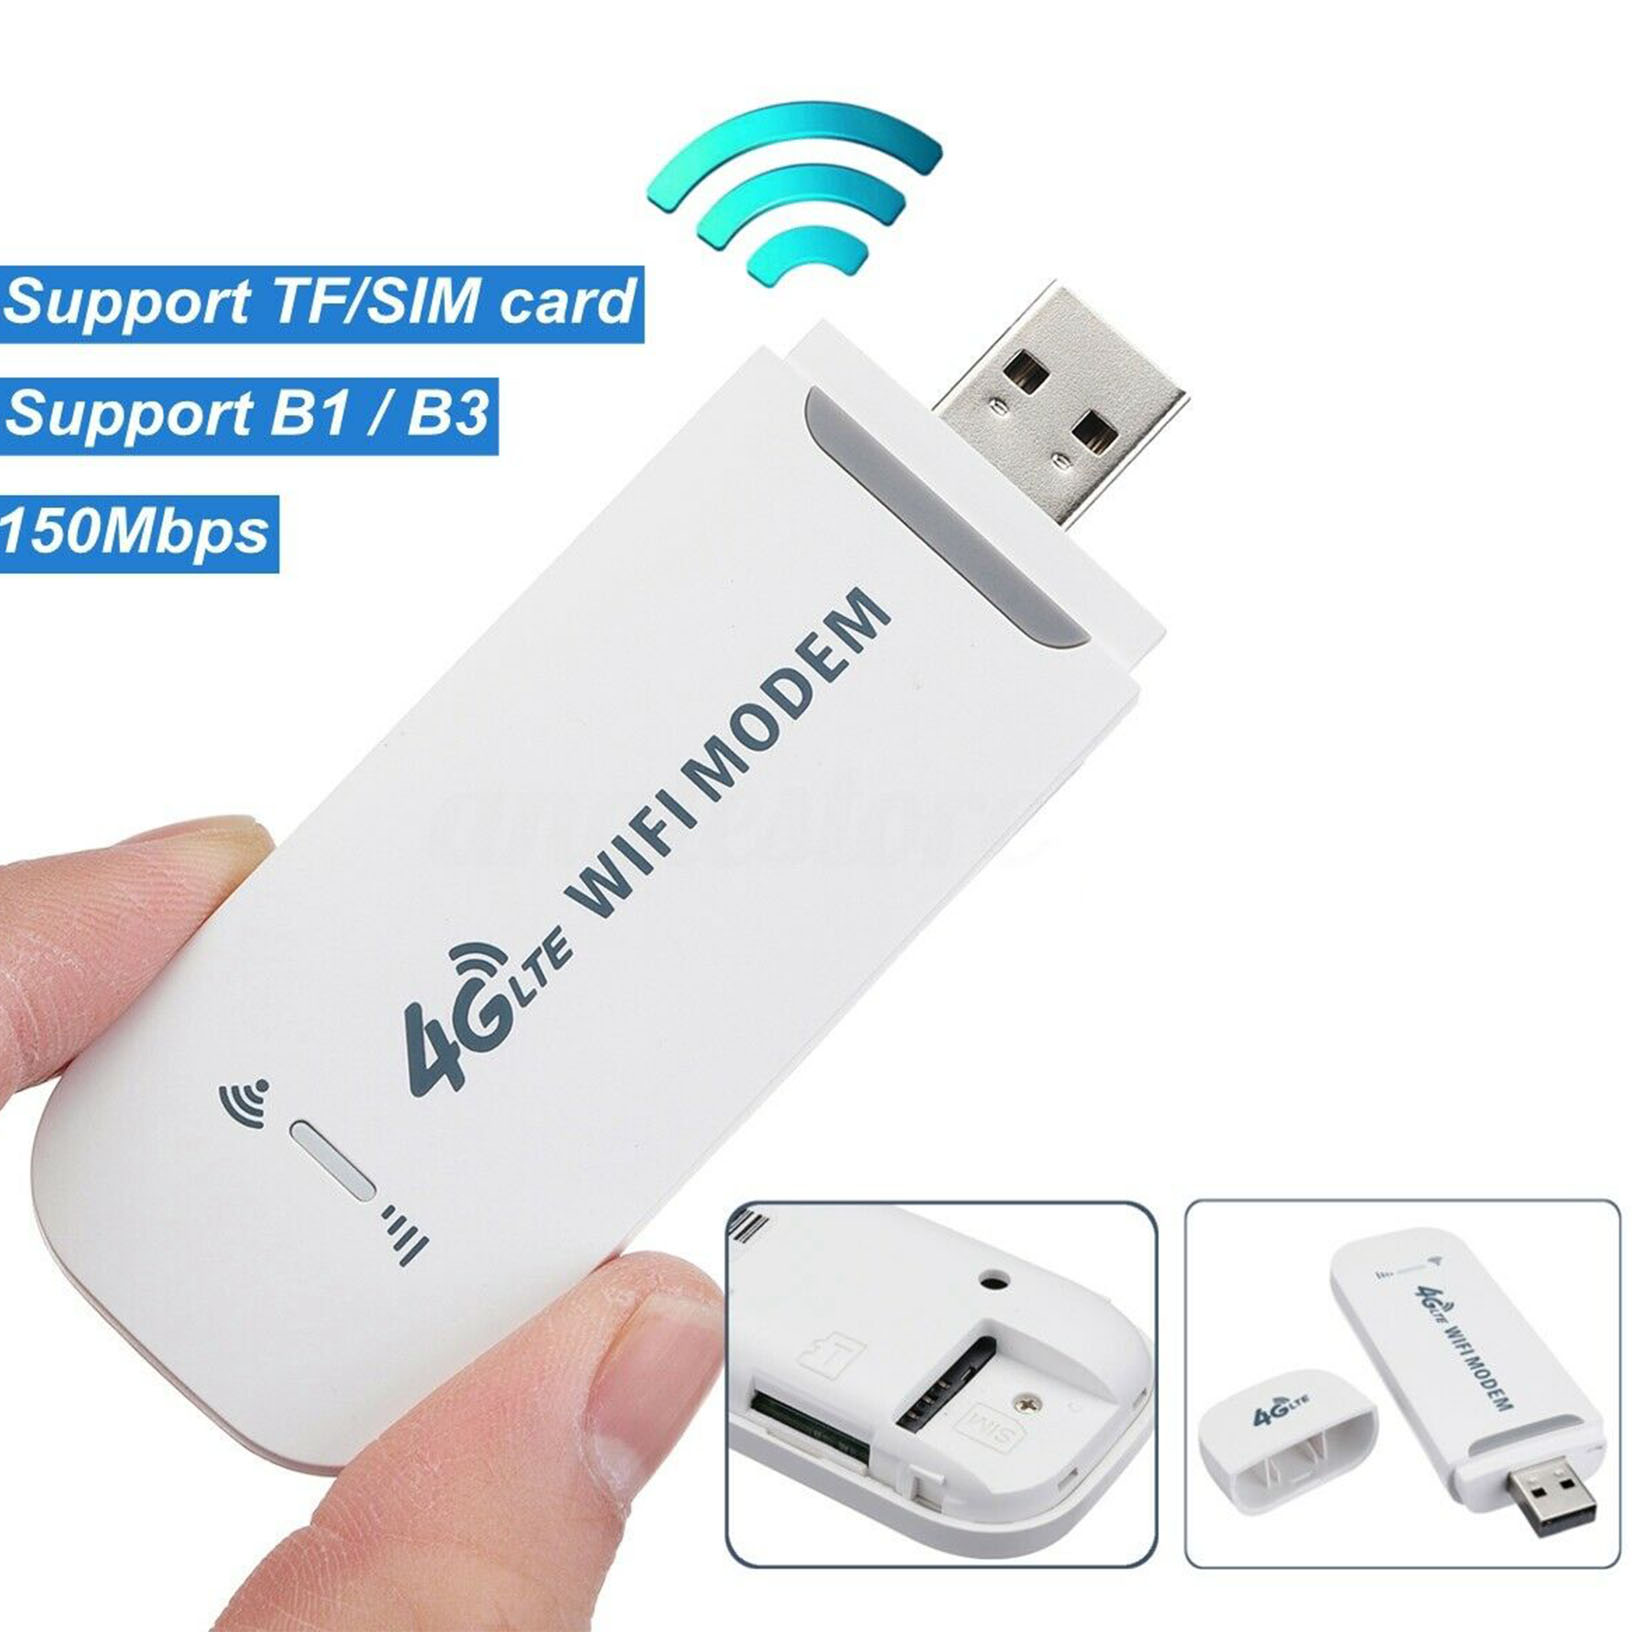 Support TF/SIM card
Support B1 / B3
150Mbps
4G LTE WIFI MODEM
T
SIM
4G LTE
4G LTE WIFI MODEM